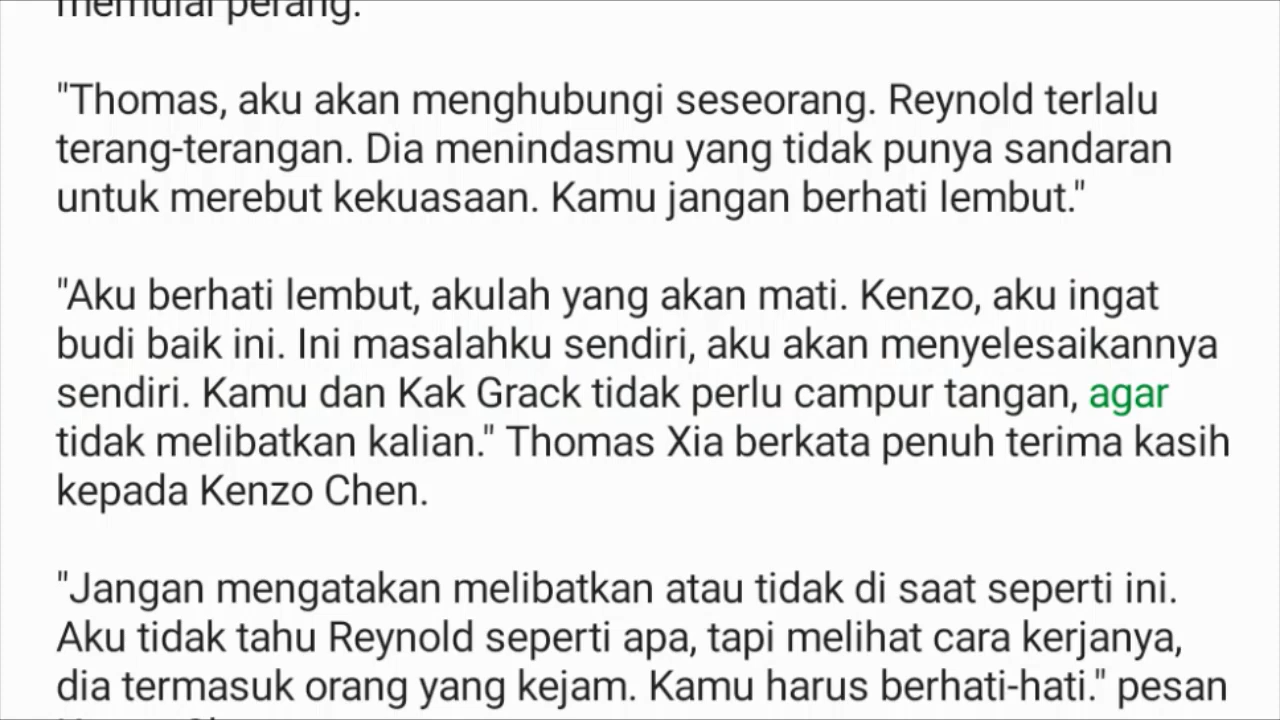 memulai perang.
"Thomas, aku akan menghubungi seseorang. Reynold terlalu
terang-terangan. Dia menindasmu yang tidak punya sandaran
untuk merebut kekuasaan. Kamu jangan berhati lembut."
"Aku berhati lembut, akulah yang akan mati. Kenzo, aku ingat
budi baik ini. Ini masalahku sendiri, aku akan menyelesaikannya
sendiri. Kamu dan Kak Grack tidak perlu campur tangan, agar
tidak melibatkan kalian." Thomas Xia berkata penuh terima kasih
kepada Kenzo Chen.
"Jangan mengatakan melibatkan atau tidak di saat seperti ini.
Aku tidak tahu Reynold seperti apa, tapi melihat cara kerjanya,
dia termasuk orang yang kejam. Kamu harus berhati-hati." pesan